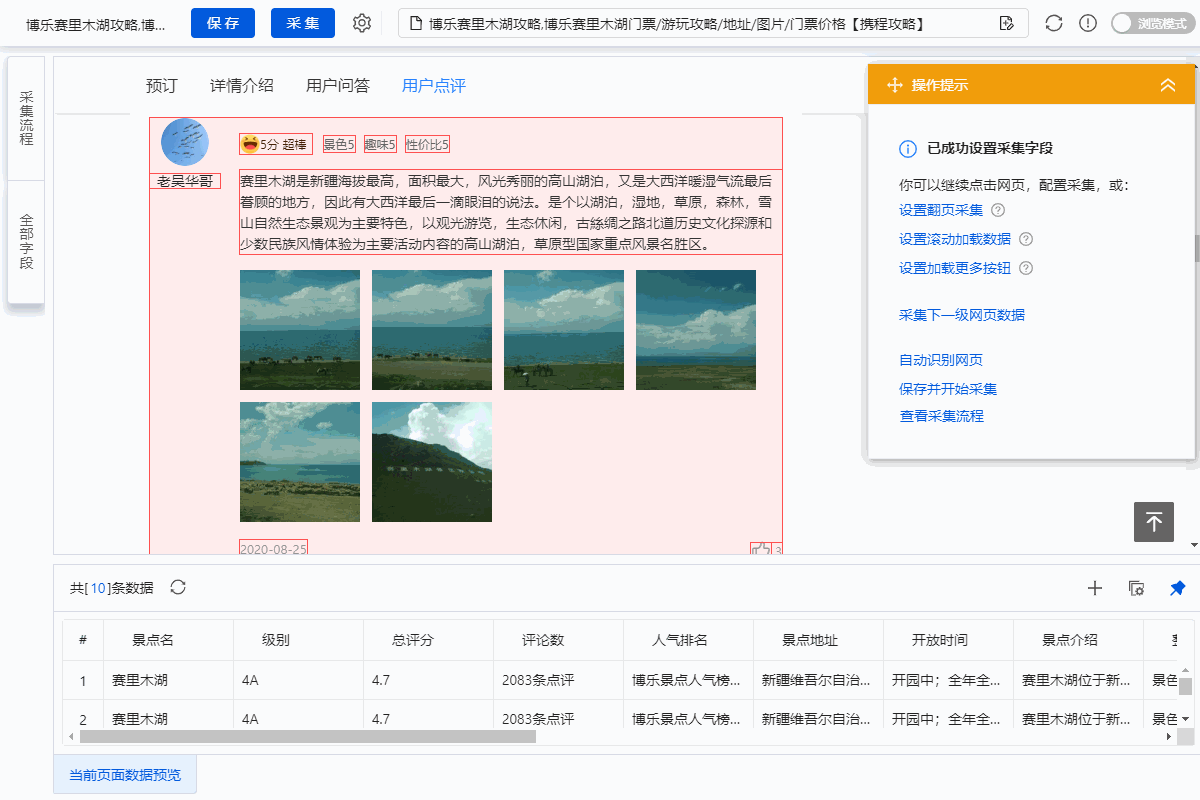 博乐赛里木湖攻略,博...
保存
采集
博乐赛里木湖攻略,博乐赛里木湖门票/游玩攻略/地址/图片/门票价格【携程攻略】
浏览模式
采集流程
全部字段
预订
详情介绍
用户问答
用户点评
5分 超棒
景色5
趣味5
性价比5
老吴华哥
赛里木湖是新疆海拔最高，面积最大，风光秀丽的高山湖泊，又是大西洋暖湿气流最后
眷顾的地方，因此有大西洋最后一滴眼泪的说法。是个以湖泊，湿地，草原，森林，雪
山自然生态景观为主要特色，以观光游览，生态休闲，古絲绸之路北道历史文化探源和
少数民族风情体验为主要活动内容的高山湖泊，草原型国家重点风景名胜区。
2020-08-25
3
操作提示
已成功设置采集字段
你可以继续点击网页，配置采集，或：
设置翻页采集
设置滚动加载数据
设置加载更多按钮
采集下一级网页数据
自动识别网页
保存并开始采集
查看采集流程
共[10]条数据
# 景点名 级别 总评分 评论数 人气排名 景点地址 开放时间 景点介绍
1 赛里木湖 4A 4.7 2083条点评 博乐景点人气榜... 新疆维吾尔自治... 开园中；全年全... 赛里木湖位于新... 景色
2 赛里木湖 4A 4.7 2083条点评 博乐景点人气榜... 新疆维吾尔自治... 开园中；全年全... 赛里木湖位于新... 景色
当前页面数据预览